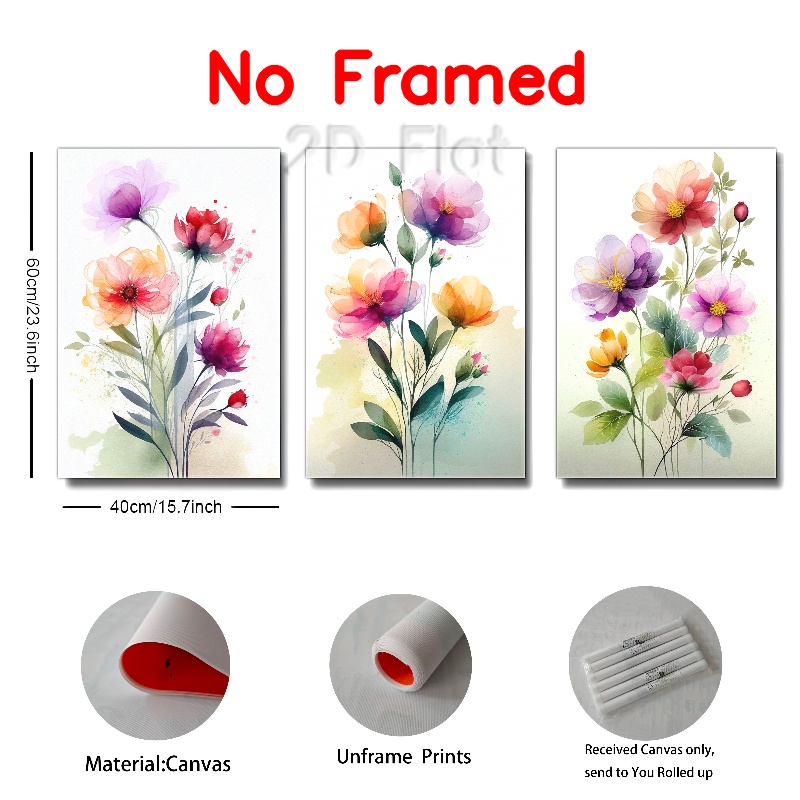 No Framed
2D Flat
60cm/23.6inch
40cm/15.7inch
Material:Canvas
Unframe Prints
Received Canvas only,
send to You Rolled up